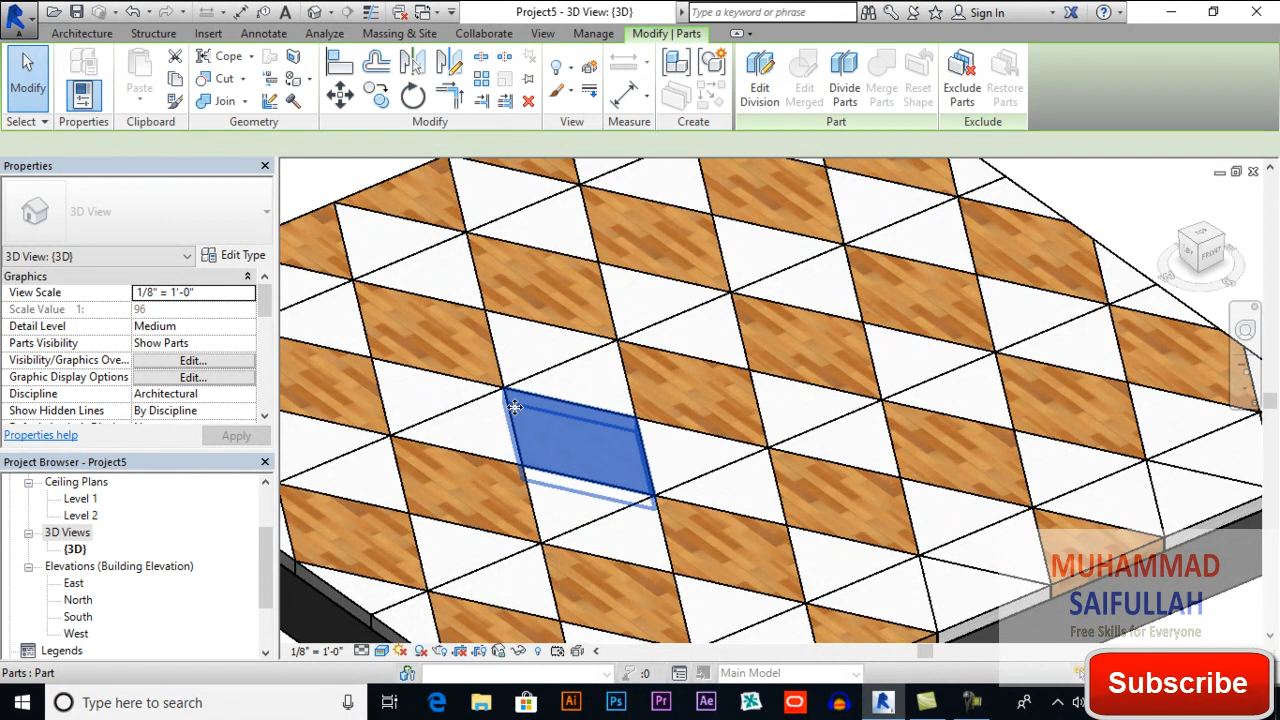 Project5 - 3D View: {3D}
Type a keyword or phrase
Sign In
Architecture Structure Insert Annotate Analyze Massing & Site Collaborate View Manage Modify | Parts
Modify
Paste
Cope
Cut
Join
Edit Division
Edit Merged
Divide Parts
Merge Parts
Reset Shape
Exclude Parts
Restore Parts
Select Properties Clipboard Geometry Modify View Measure Create Part Exclude
Properties
3D View
3D View: {3D} Edit Type
Graphics
View Scale 1/8" = 1'-0"
Scale Value 1: 96
Detail Level Medium
Parts Visibility Show Parts
Visibility/Graphics Ove... Edit...
Graphic Display Options Edit...
Discipline Architectural
Show Hidden Lines By Discipline
Properties help Apply
Project Browser - Project5
Ceiling Plans
Level 1
Level 2
3D Views
{3D}
Elevations (Building Elevation)
East
North
South
West
Legends
TOP
FRONT
MUHAMMAD
SAIFULLAH
Free Skills for Everyone
Subscribe
1/8" = 1'-0"
Parts : Part
:0
Main Model
Type here to search
Ai Ps Pr Ae